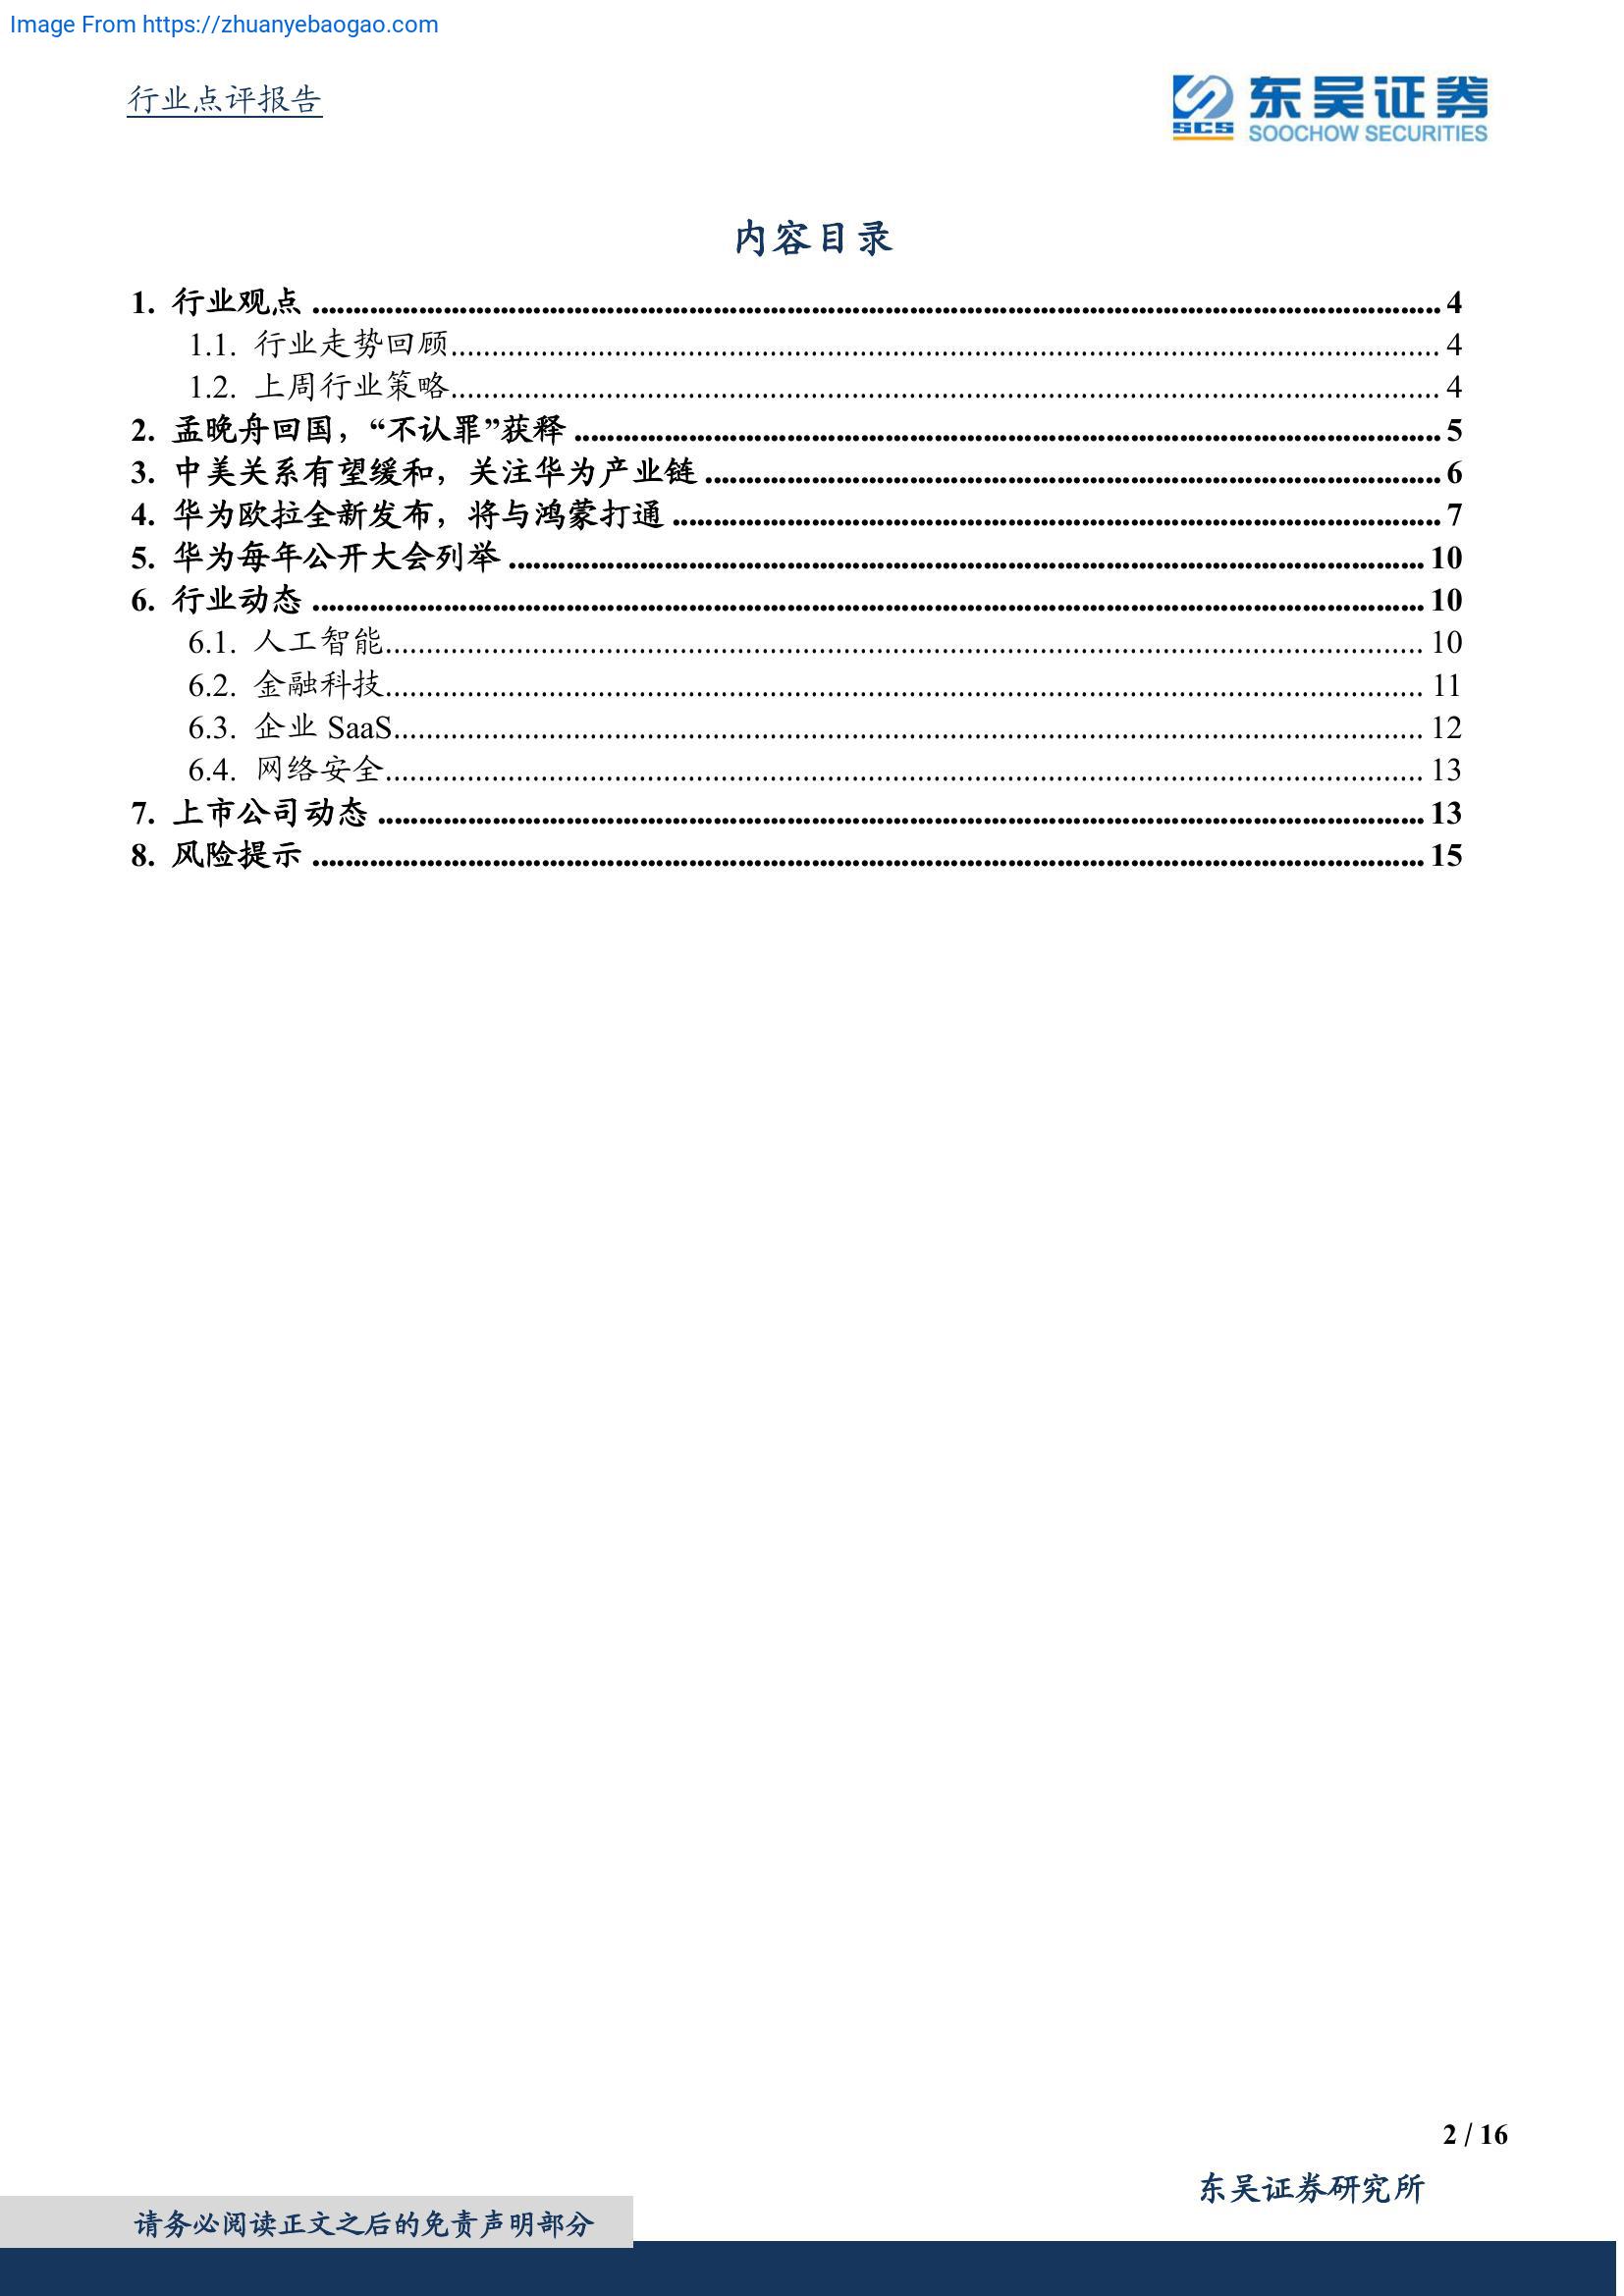 Image From https://zhuanyebaogao.com
行业点评报告
东吴证券
SCS
SOOCHOW SECURITIES
内容目录
1. 行业观点 ........................................ 4
1.1. 行业走势回顾 ........................................ 4
1.2. 上周行业策略 ........................................ 4
2. 孟晚舟回国，“不认罪”获释 ........................................ 5
3. 中美关系有望缓和，关注华为产业链 ........................................ 6
4. 华为欧拉全新发布，将与鸿蒙打通 ........................................ 7
5. 华为每年公开大会列举 ........................................ 10
6. 行业动态 ........................................ 10
6.1. 人工智能 ........................................ 10
6.2. 金融科技 ........................................ 11
6.3. 企业 SaaS ........................................ 12
6.4. 网络安全 ........................................ 13
7. 上市公司动态 ........................................ 13
8. 风险提示 ........................................ 15
2 / 16
东吴证券研究所
请务必阅读正文之后的免责声明部分